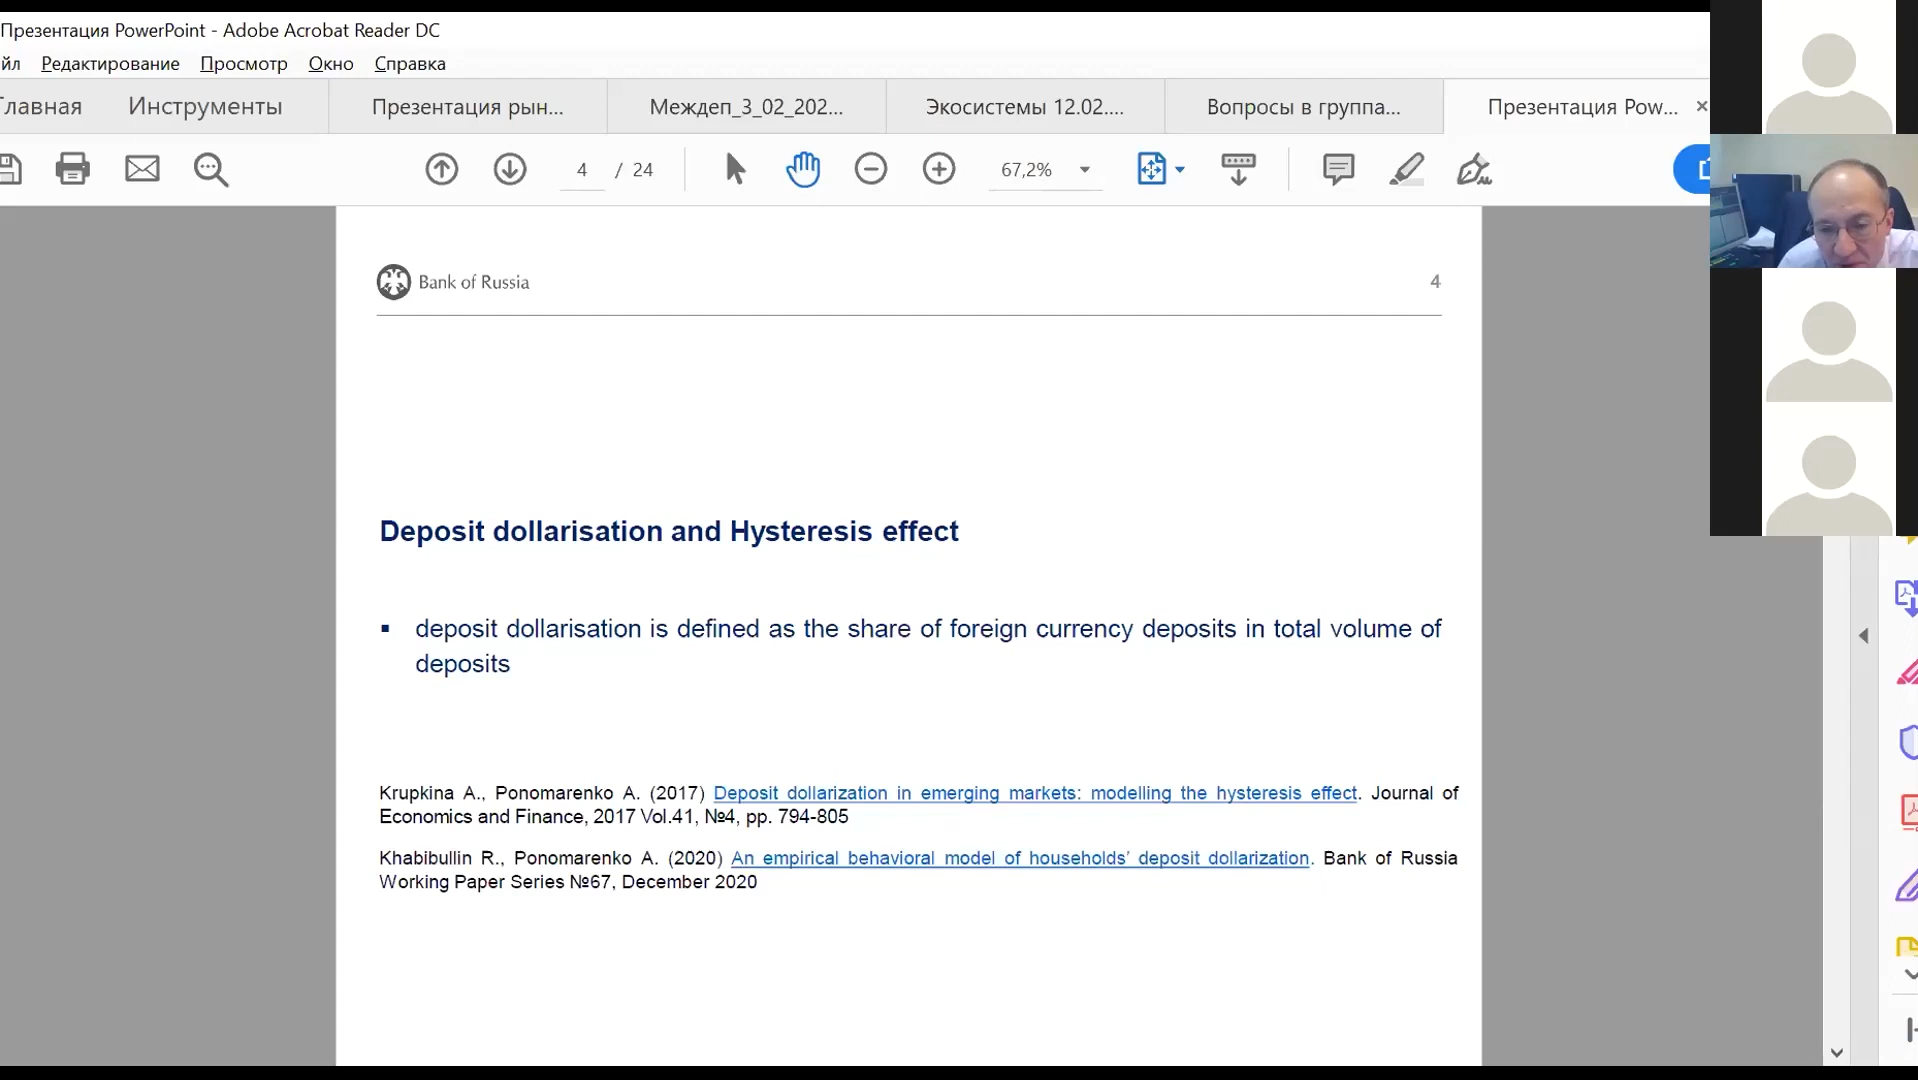 Презентация PowerPoint - Adobe Acrobat Reader DC
йл Редактирование Просмотр Окно Справка
Главная Инструменты Презентация рын... Междеп_3_02_202... Экосистемы 12.02.... Вопросы в группа... Презентация Pow... ×
4 / 24 67,2%
Bank of Russia 4
Deposit dollarisation and Hysteresis effect
▪ deposit dollarisation is defined as the share of foreign currency deposits in total volume of
deposits
Krupkina A., Ponomarenko A. (2017) Deposit dollarization in emerging markets: modelling the hysteresis effect. Journal of
Economics and Finance, 2017 Vol.41, №4, pp. 794-805
Khabibullin R., Ponomarenko A. (2020) An empirical behavioral model of households’ deposit dollarization. Bank of Russia
Working Paper Series №67, December 2020